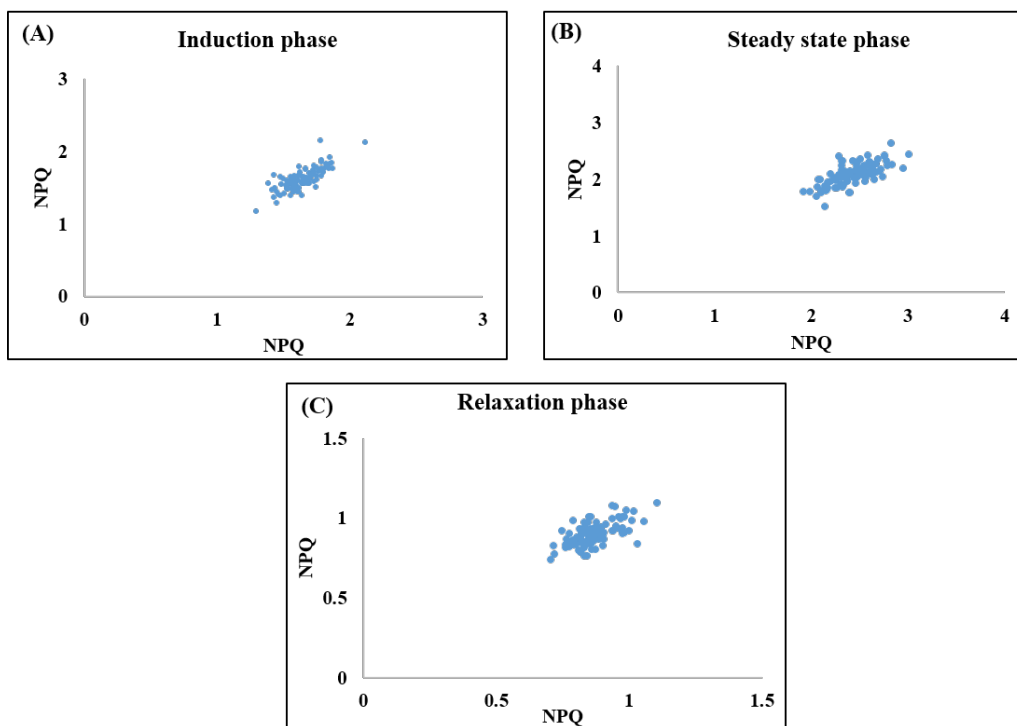 (A)
Induction phase
3
2
1
0
NPQ
0 1 2 3
NPQ
(B)
Steady state phase
4
3
2
1
0
NPQ
0 1 2 3 4
NPQ
(C)
Relaxation phase
1.5
1
0.5
0
NPQ
0 0.5 1 1.5
NPQ